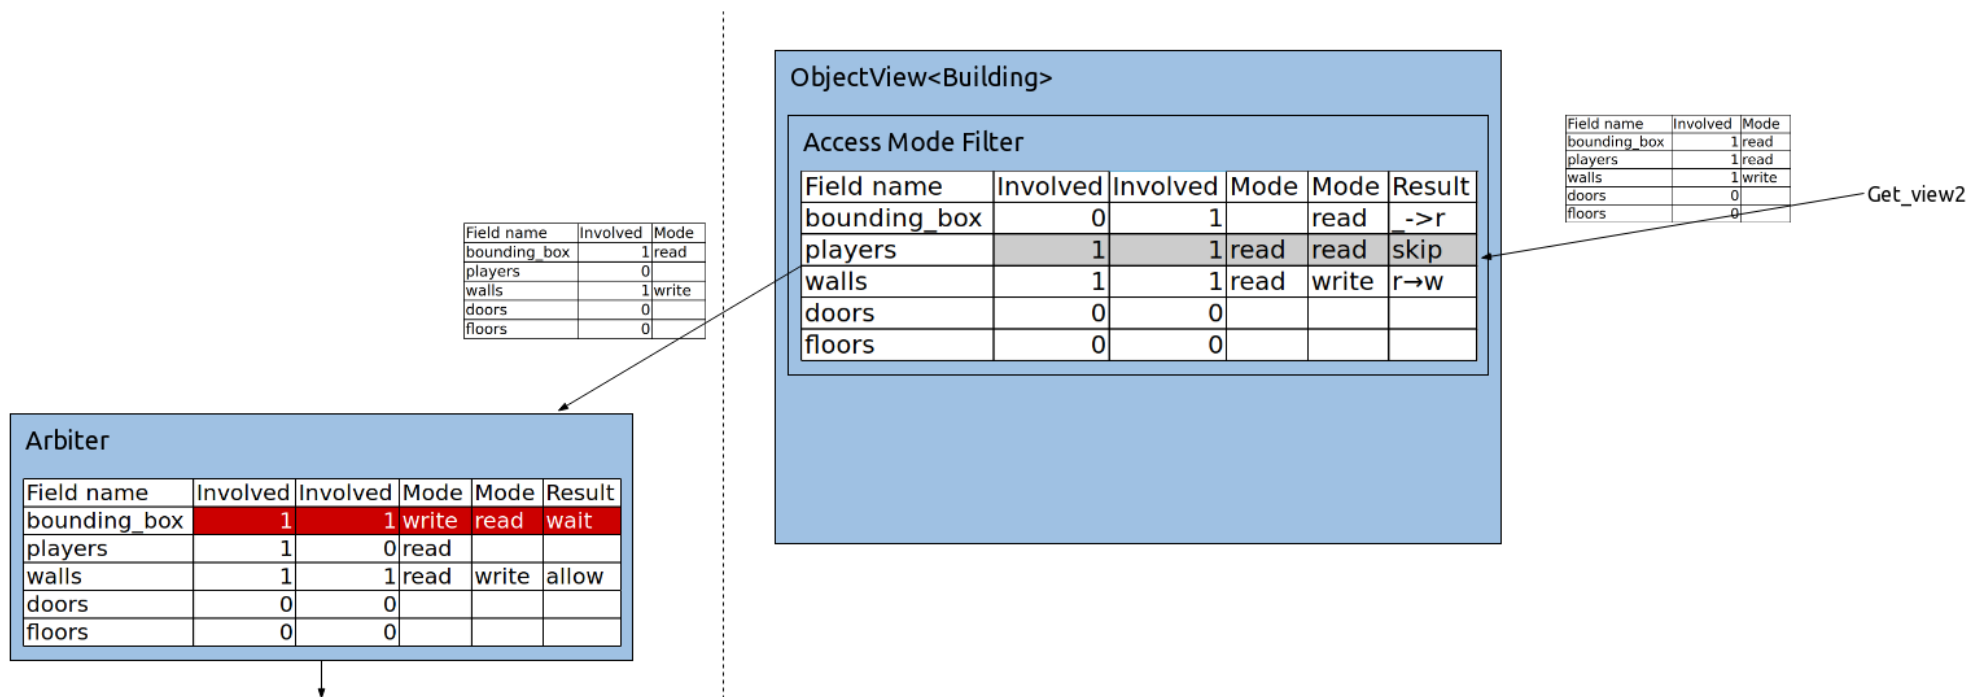 ObjectView<Building>
Access Mode Filter
Field name Involved Involved Mode Mode Result
bounding_box 0 1 read _->r
players 1 1 read read skip
walls 1 1 read write r→w
doors 0 0
floors 0 0
Field name Involved Mode
bounding_box 1 read
players 1 read
walls 1 write
doors 0
floors 0
Get_view2
Field name Involved Mode
bounding_box 1 read
players 0
walls 1 write
doors 0
floors 0
Arbiter
Field name Involved Involved Mode Mode Result
bounding_box 1 1 write read wait
players 1 0 read
walls 1 1 read write allow
doors 0 0
floors 0 0